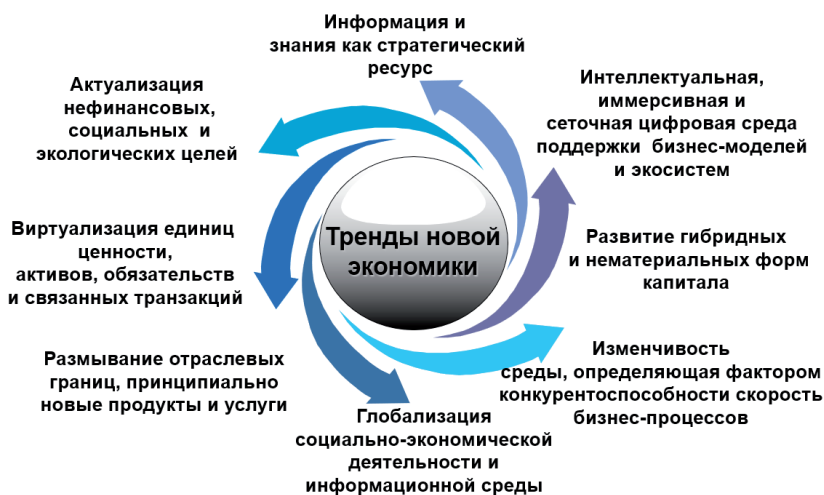 Информация и
знания как стратегический
ресурс
Актуализация
нефинансовых,
социальных и
экологических целей
Интеллектуальная,
иммерсивная и
сеточная цифровая среда
поддержки бизнес-моделей
и экосистем
Виртуализация единиц
ценности,
активов, обязательств
и связанных транзакций
Тренды новой
экономики
Развитие гибридных
и нематериальных форм
капитала
Размывание отраслевых
границ, принципиально
новые продукты и услуги
Изменчивость
среды, определяющая фактором
конкурентоспособности скорость
бизнес-процессов
Глобализация
социально-экономической
деятельности и
информационной среды